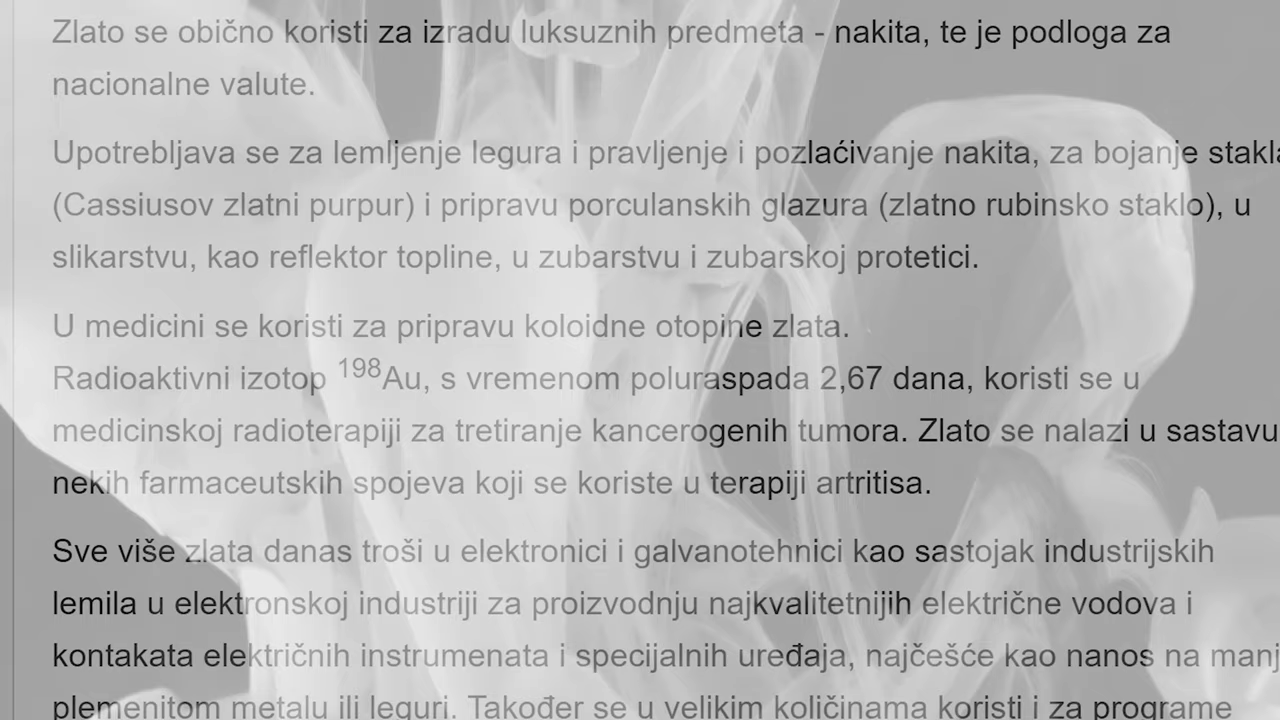 Zlato se obično koristi za izradu luksuznih predmeta - nakita, te je podloga za
nacionalne valute.
Upotrebljava se za lemljenje legura i pravljenje i pozlaćivanje nakita, za bojanje stakla
(Cassiusov zlatni purpur) i pripravu porculanskih glazura (zlatno rubinsko staklo), u
slikarstvu, kao reflektor topline, u zubarstvu i zubarskoj protetici.
U medicini se koristi za pripravu koloidne otopine zlata.
Radioaktivni izotop ¹⁹⁸Au, s vremenom poluraspada 2,67 dana, koristi se u
medicinskoj radioterapiji za tretiranje kancerogenih tumora. Zlato se nalazi u sastavu
nekih farmaceutskih spojeva koji se koriste u terapiji artritisa.
Sve više zlata danas troši u elektronici i galvanotehnici kao sastojak industrijskih
lemila u elektronskoj industriji za proizvodnju najkvalitetnijih električne vodova i
kontakata električnih instrumenata i specijalnih uređaja, najčešće kao nanos na manj
plemenitom metalu ili leguri. Također se u velikim količinama koristi i za programe